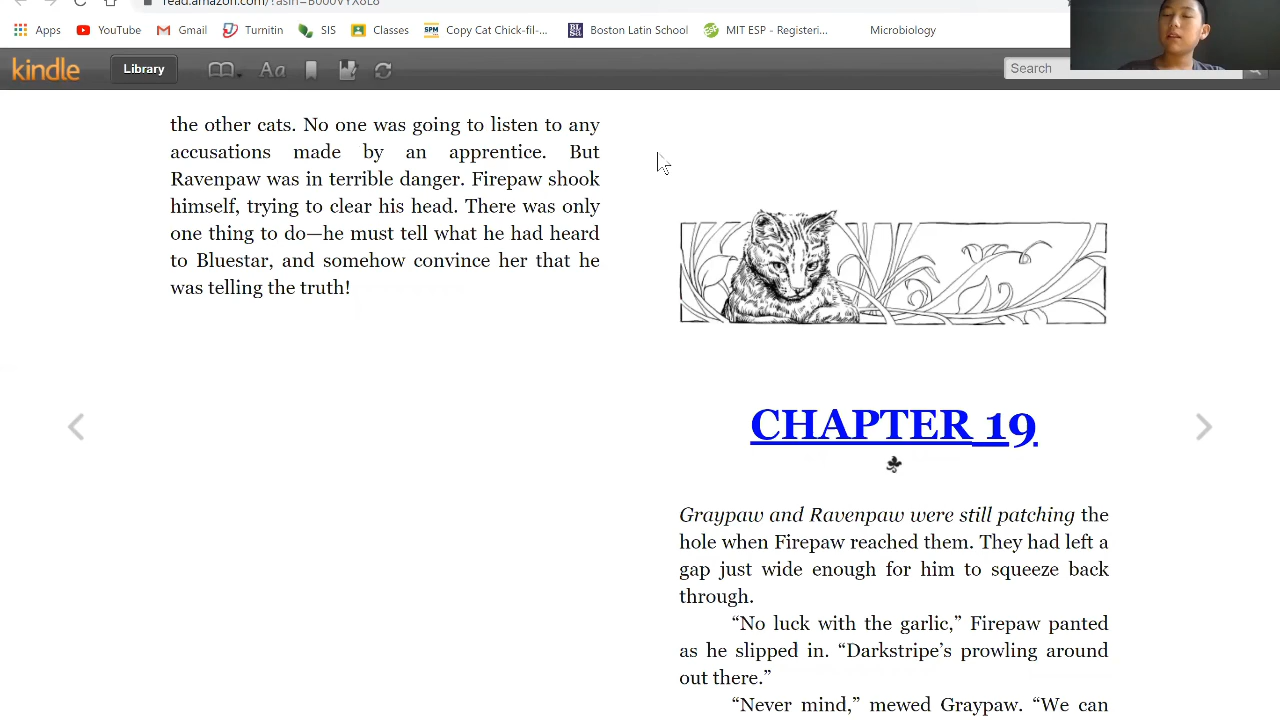 read.amazon.com/?asin=B000VYX8L8
Apps YouTube Gmail Turnitin SIS Classes Copy Cat Chick-fil-... Boston Latin School MIT ESP - Registeri... Microbiology
kindle Library Aa Search
the other cats. No one was going to listen to any
accusations made by an apprentice. But
Ravenpaw was in terrible danger. Firepaw shook
himself, trying to clear his head. There was only
one thing to do—he must tell what he had heard
to Bluestar, and somehow convince her that he
was telling the truth!
CHAPTER 19
Graypaw and Ravenpaw were still patching the
hole when Firepaw reached them. They had left a
gap just wide enough for him to squeeze back
through.
“No luck with the garlic,” Firepaw panted
as he slipped in. “Darkstripe’s prowling around
out there.”
“Never mind,” mewed Graypaw. “We can